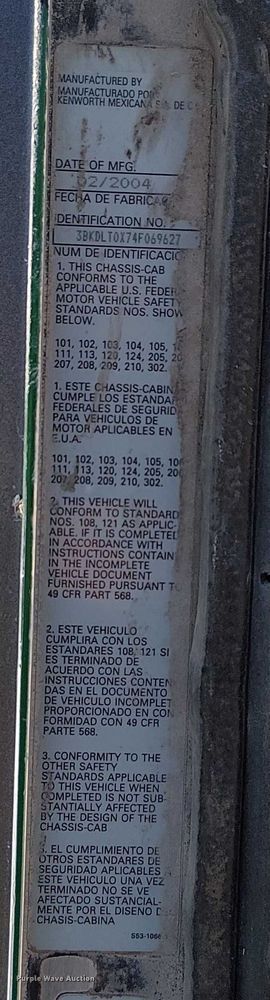 MANUFACTURED BY
MANUFACTURADO POR
KENWORTH MEXICANA S.A. DE C
DATE OF MFG.
02/2004
FECHA DE FABRICA
IDENTIFICATION NO.
3BKDLT0X74F069627
NUM DE IDENTIFICACIO
1. THIS CHASSIS-CAB
CONFORMS TO THE
APPLICABLE U.S. FEDER
MOTOR VEHICLE SAFETY
STANDARDS NOS. SHOW
BELOW.
101, 102, 103, 104, 105, 1
111, 113, 120, 124, 205, 20
207, 208, 209, 210, 302.
1. ESTE CHASSIS-CABIN
CUMPLE LOS ESTANDAR
FEDERALES DE SEGURID
PARA VEHICULOS DE
MOTOR APLICABLES EN
E.U.A.
101, 102, 103, 104, 105, 10
111, 113, 120, 124, 205, 20
207, 208, 209, 210, 302.
2. THIS VEHICLE WILL
CONFORM TO STANDARD
NOS. 108, 121 AS APPLIC-
ABLE. IF IT IS COMPLETED
IN ACCORDANCE WITH
INSTRUCTIONS CONTAIN
IN THE INCOMPLETE
VEHICLE DOCUMENT
FURNISHED PURSUANT T
49 CFR PART 568.
2. ESTE VEHICULO
CUMPLIRA CON LOS
ESTANDARES 108, 121 SI
ES TERMINADO DE
ACUERDO CON LAS
INSTRUCCIONES CONTEN
DAS EN EL DOCUMENTO
DE VEHICULO INCOMPLET
PROPORCIONADO EN CON
FORMIDAD CON 49 CFR
PARTE 568.
3. CONFORMITY TO THE
OTHER SAFETY
STANDARDS APPLICABLE
TO THIS VEHICLE WHEN
COMPLETED IS NOT SUB-
STANTIALLY AFFECTED
BY THE DESIGN OF THE
CHASSIS-CAB
3. EL CUMPLIMIENTO DE
OTROS ESTANDARES DE
SEGURIDAD APLICABLES A
ESTE VEHICULO UNA VEZ
TERMINADO NO SE VE
AFECTADO SUSTANCIAL-
MENTE POR EL DISENO D
CHASIS-CABINA
S53-1066
Purple Wave Auction